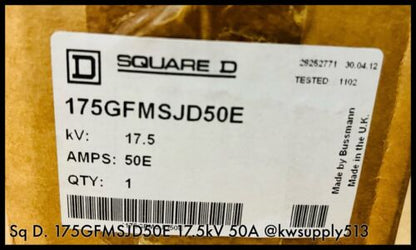 D SQUARE D
28262771 30.04.12
TESTED 1102
175GFMSJD50E
kV: 17.5
AMPS: 50E
QTY: 1
Made by Bussmann
Made in the U.K.
Sq D. 175GFMSJD50E 17.5kV 50A @kwsupply513